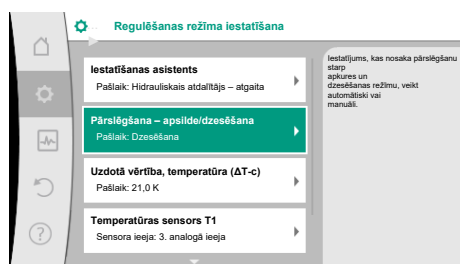 Regulēšanas režīma iestatīšana
Iestatīšanas asistents
Pašlaik: Hidrauliskais atdalītājs – atgaita
Pārslēgšana – apsilde/dzesēšana
Pašlaik: Dzesēšana
Uzdotā vērtība, temperatūra (ΔT-c)
Pašlaik: 21,0 K
Temperatūras sensors T1
Sensora ieeja: 3. analogā ieeja
Iestatījums, kas nosaka pārslēgšanu
starp
apkures un
dzesēšanas režīmu, veikt
automātiski vai
manuāli.